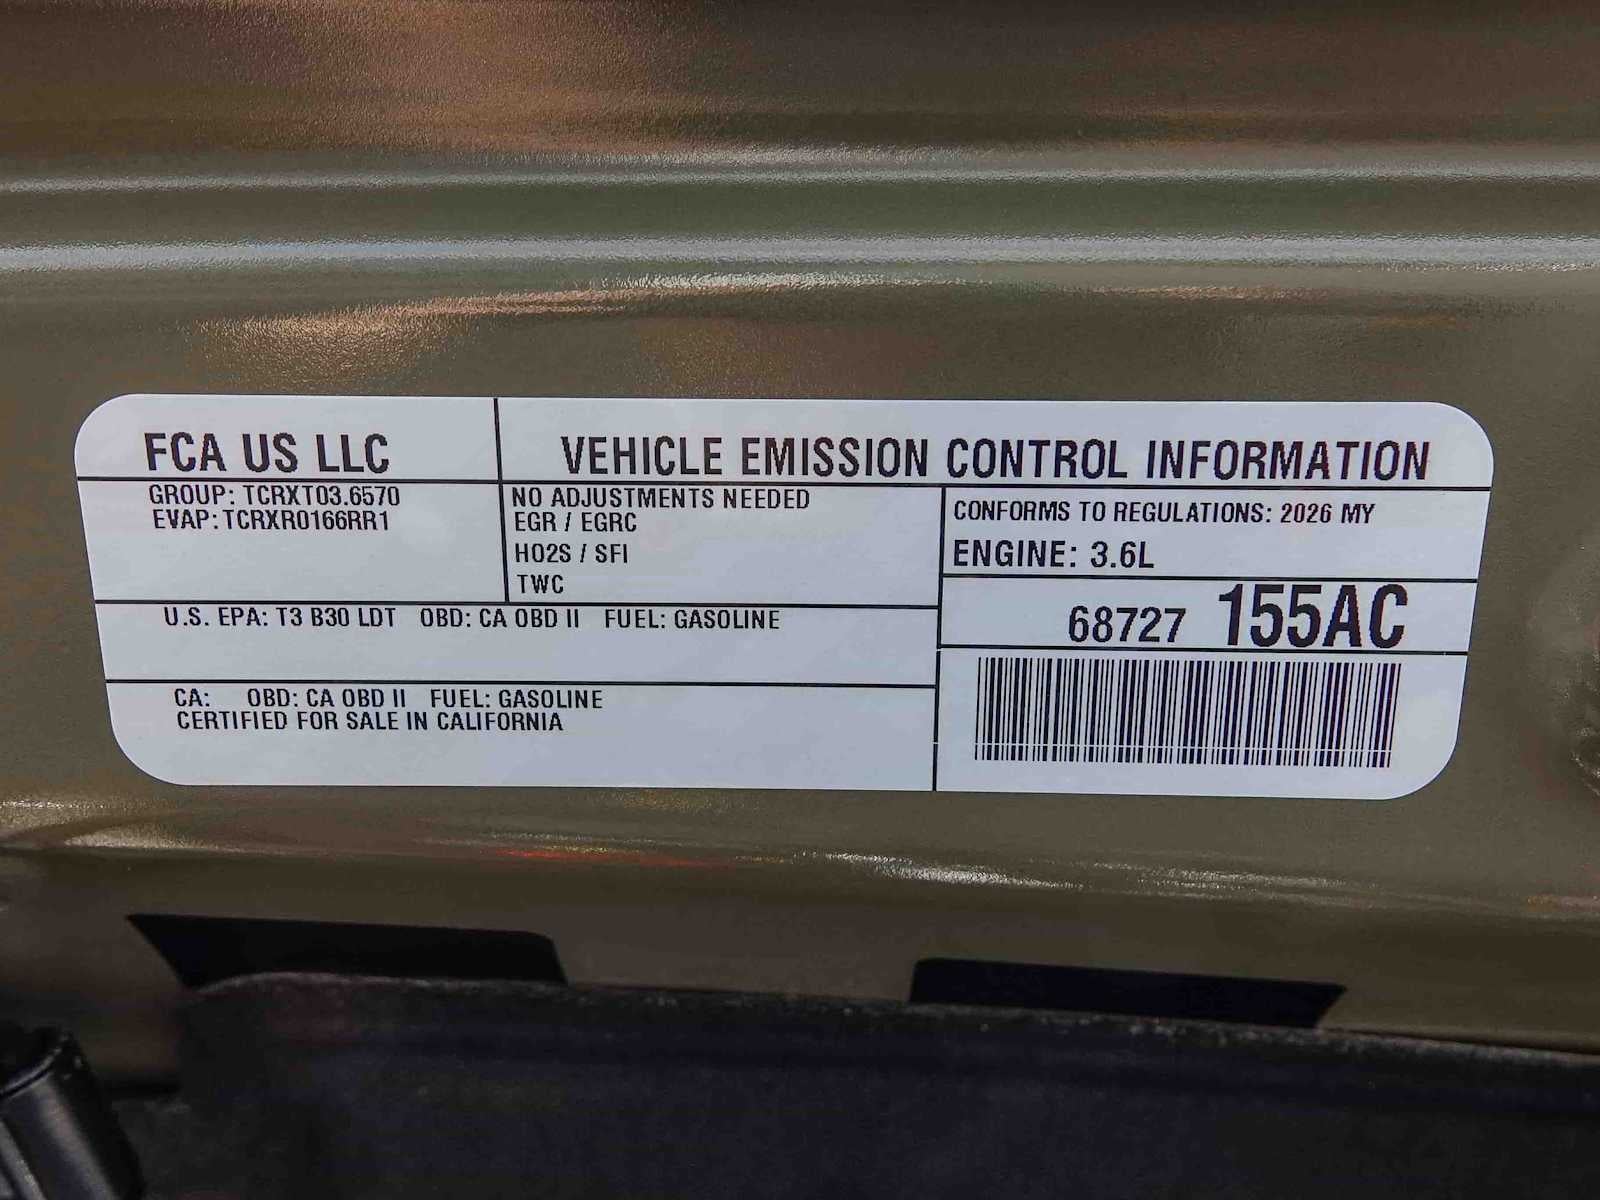 FCA US LLC
VEHICLE EMISSION CONTROL INFORMATION
GROUP: TCRXT03.6570
EVAP: TCRXR0166RR1
NO ADJUSTMENTS NEEDED
EGR / EGRC
HO2S / SFI
TWC
CONFORMS TO REGULATIONS: 2026 MY
ENGINE: 3.6L
68727 155AC
U.S. EPA: T3 B30 LDT OBD: CA OBD II FUEL: GASOLINE
CA: OBD: CA OBD II FUEL: GASOLINE
CERTIFIED FOR SALE IN CALIFORNIA